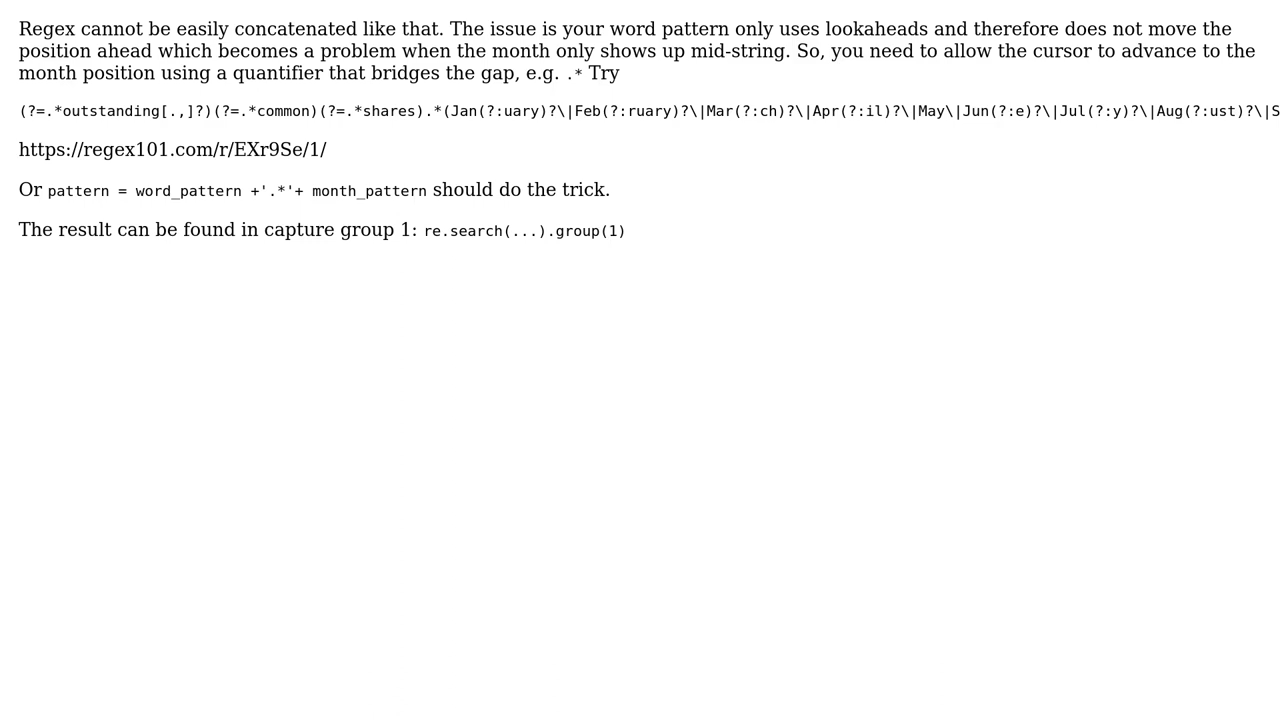 Regex cannot be easily concatenated like that. The issue is your word pattern only uses lookaheads and therefore does not move the
position ahead which becomes a problem when the month only shows up mid-string. So, you need to allow the cursor to advance to the
month position using a quantifier that bridges the gap, e.g. .* Try
(?=.*outstanding[.,]?)(?=.*common)(?=.*shares).*(Jan(?:uary)?\|Feb(?:ruary)?\|Mar(?:ch)?\|Apr(?:il)?\|May\|Jun(?:e)?\|Jul(?:y)?\|Aug(?:ust)?\|S
https://regex101.com/r/EXr9Se/1/
Or pattern = word_pattern +'.*'+ month_pattern should do the trick.
The result can be found in capture group 1: re.search(...).group(1)